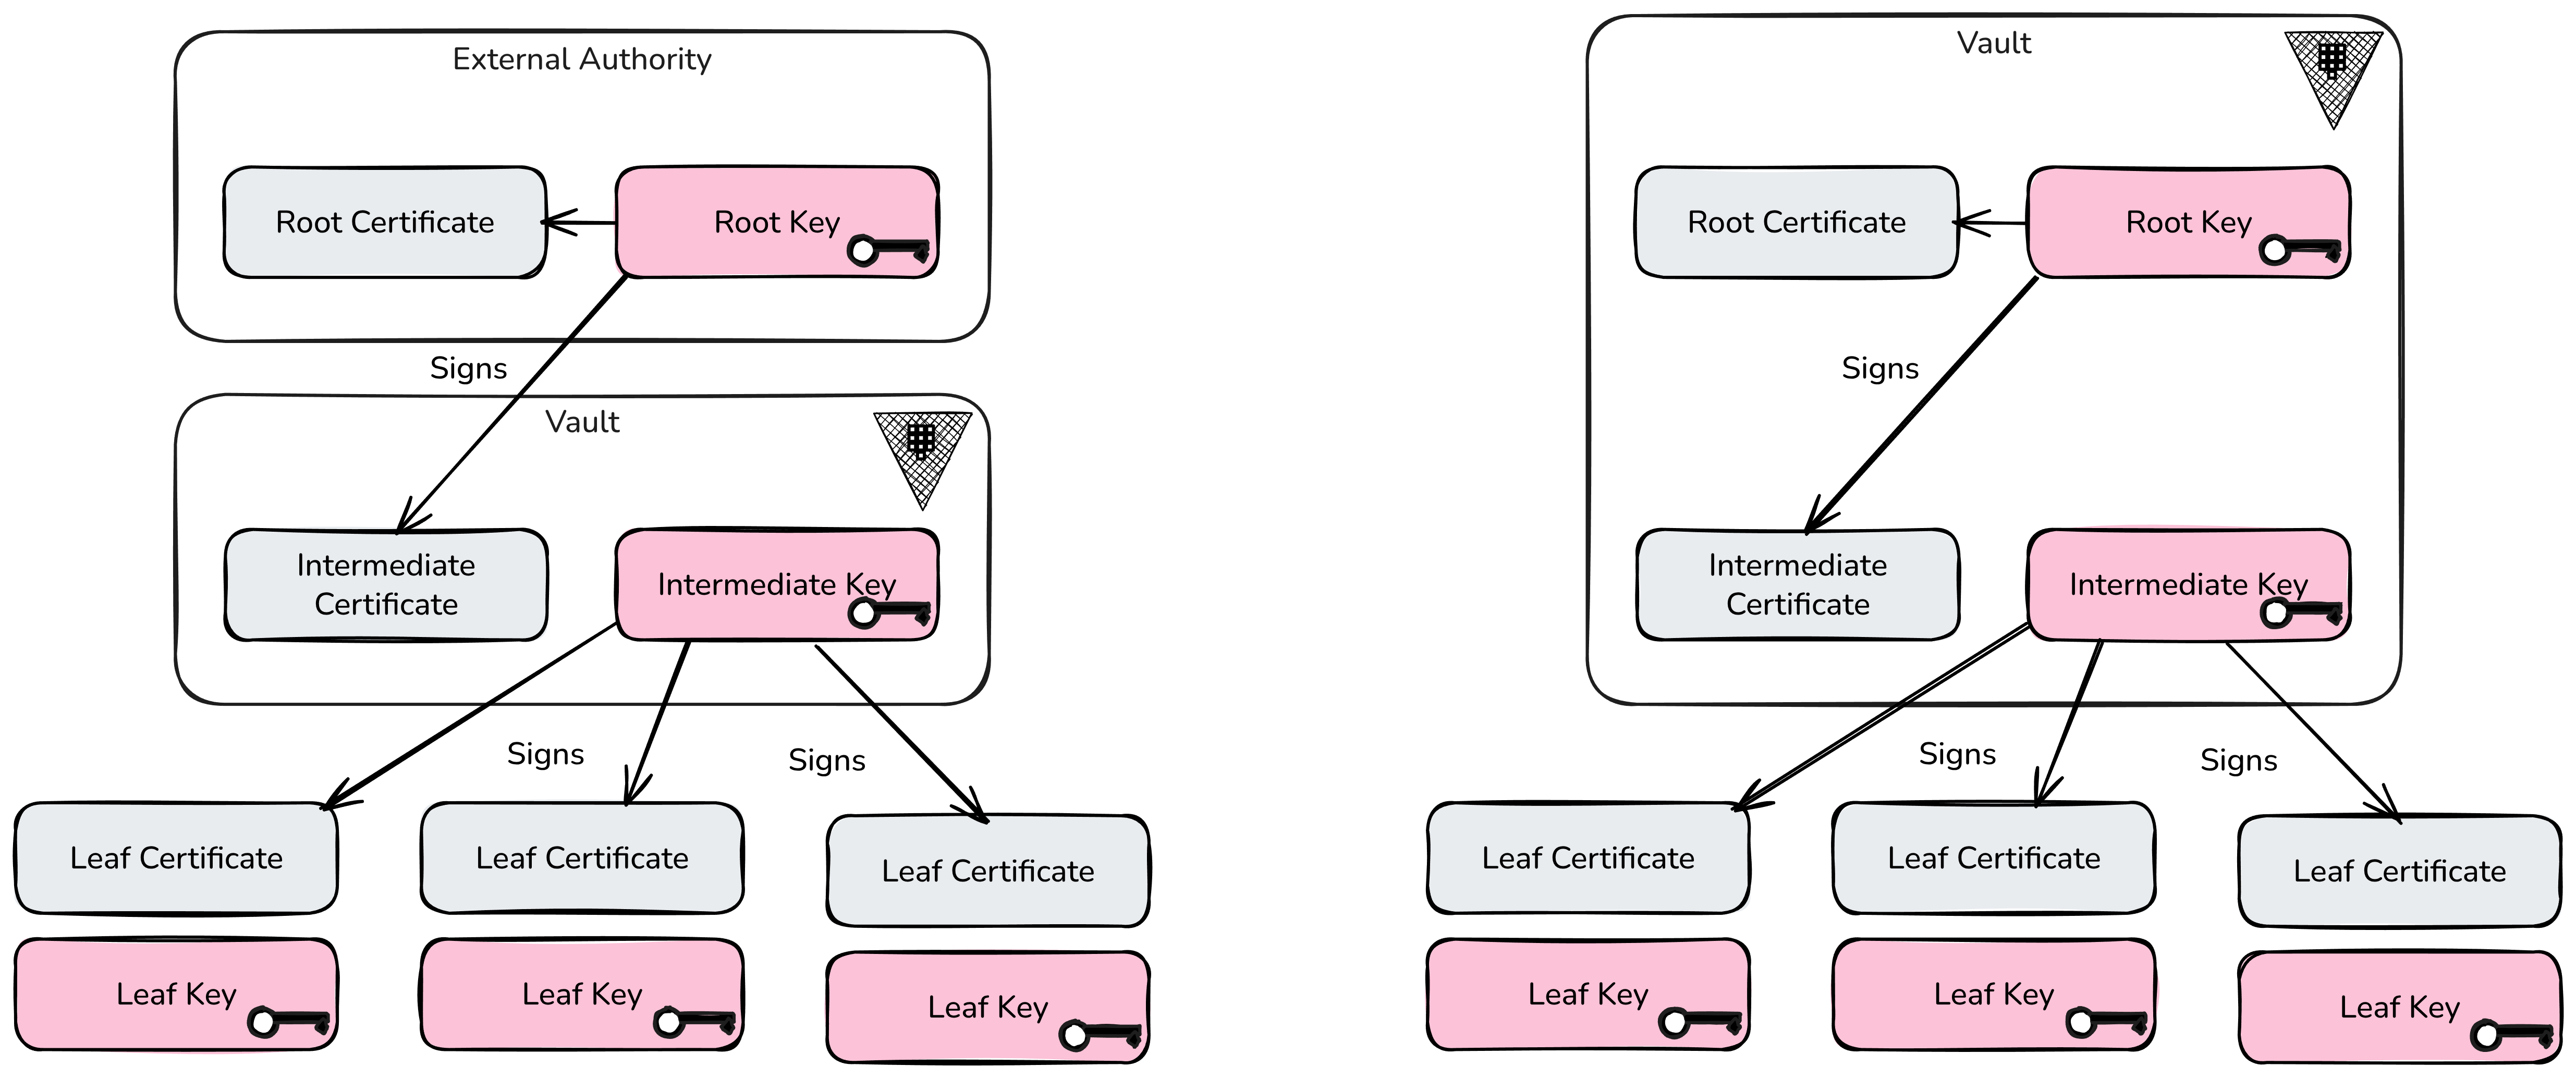 External Authority
Root Certificate
Root Key
Signs
Vault
Intermediate
Certificate
Intermediate Key
Signs
Signs
Leaf Certificate
Leaf Certificate
Leaf Certificate
Leaf Key
Leaf Key
Leaf Key
Vault
Root Certificate
Root Key
Signs
Intermediate
Certificate
Intermediate Key
Signs
Signs
Leaf Certificate
Leaf Certificate
Leaf Certificate
Leaf Key
Leaf Key
Leaf Key